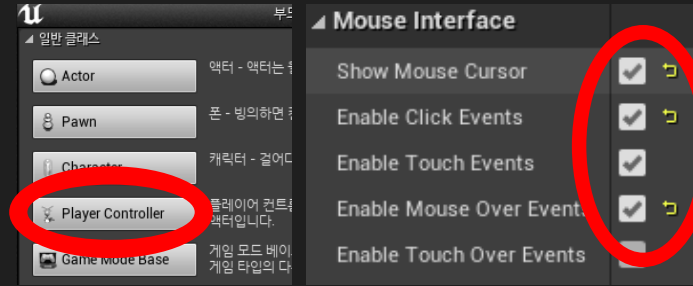 부모
일반 클래스
Actor
액터 - 액터는
Pawn
폰 - 빙의하면
Character
캐릭터 - 걸어다
Player Controller
플레이어 컨트롤
액터입니다.
Game Mode Base
게임 모드 베이
게임 타입의 다
Mouse Interface
Show Mouse Cursor
Enable Click Events
Enable Touch Events
Enable Mouse Over Events
Enable Touch Over Events